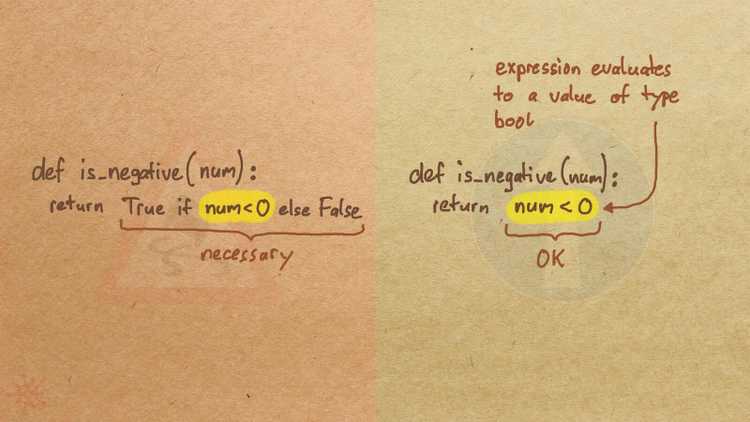 def is_negative(num):
return True if num<0 else False
necessary
expression evaluates
to a value of type
bool
def is_negative(num):
return num < 0
OK